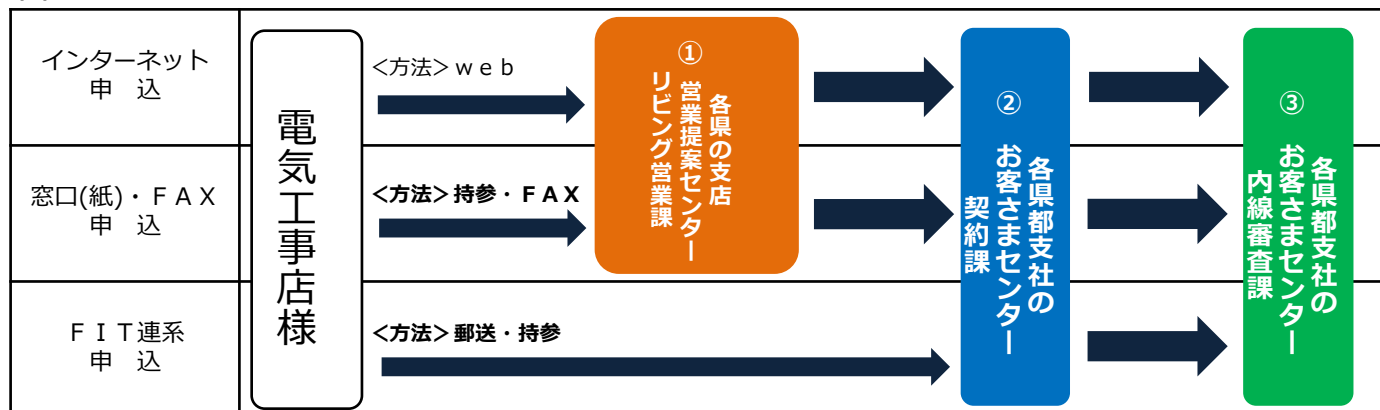 インターネット
申　込
窓口(紙)・ＦＡＸ
申　込
ＦＩＴ連系
申　込
電気工事店様
＜方法＞ｗｅｂ
＜方法＞持参・ＦＡＸ
＜方法＞郵送・持参
①
各県の支店
営業提案センター
リビング営業課
②
各県都支社の
お客さまセンター
契約課
③
各県都支社の
お客さまセンター
内線審査課